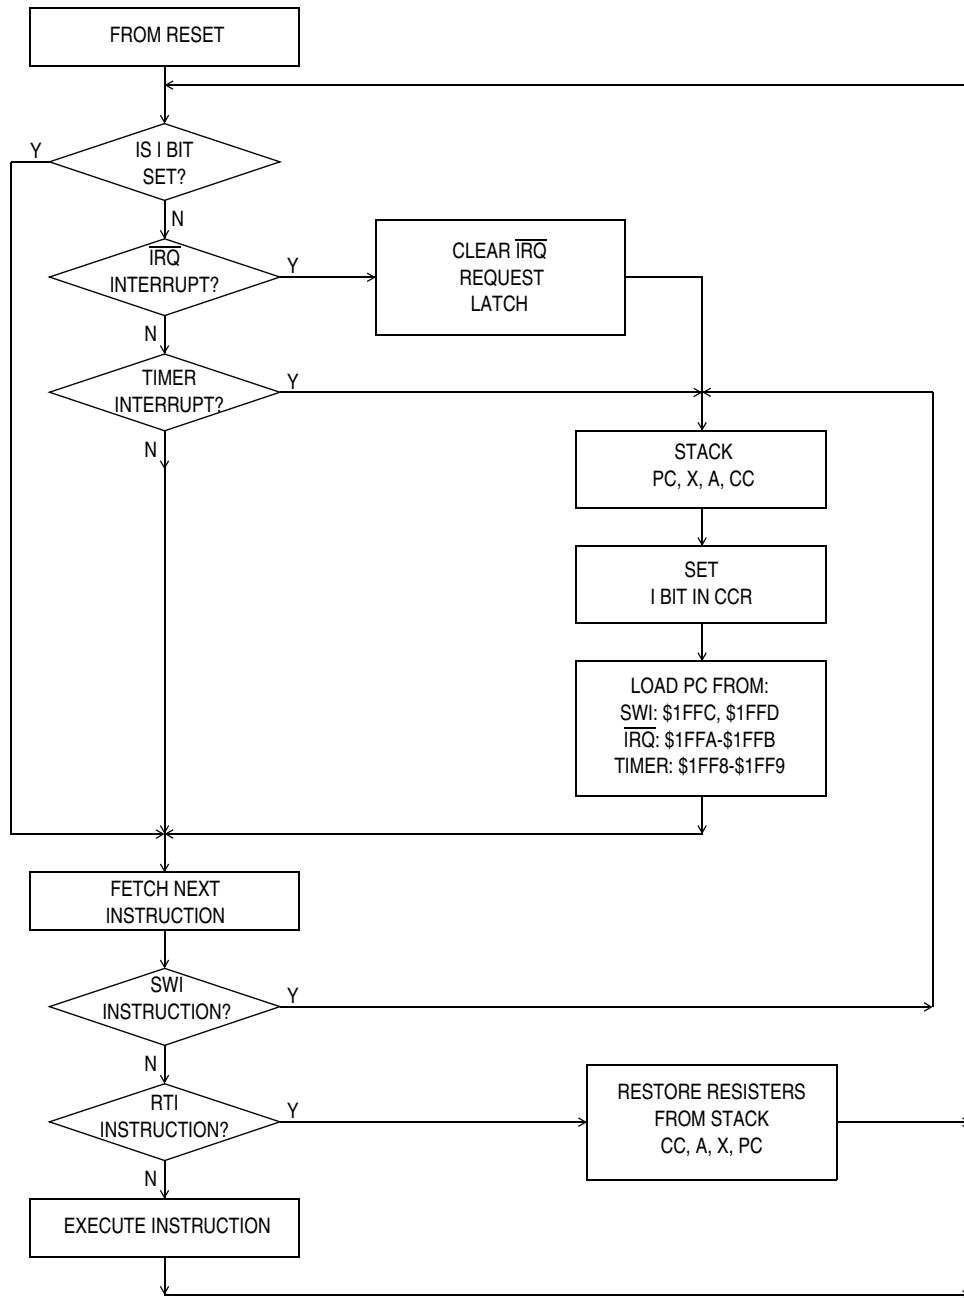 FROM RESET
Y
IS I BIT
SET?
N
IRQ
INTERRUPT?
Y
CLEAR IRQ
REQUEST
LATCH
N
TIMER
INTERRUPT?
Y
N
STACK
PC, X, A, CC
SET
I BIT IN CCR
LOAD PC FROM:
SWI: $1FFC, $1FFD
IRQ: $1FFA-$1FFB
TIMER: $1FF8-$1FF9
FETCH NEXT
INSTRUCTION
SWI
INSTRUCTION?
Y
N
RTI
INSTRUCTION?
Y
RESTORE RESISTERS
FROM STACK
CC, A, X, PC
N
EXECUTE INSTRUCTION